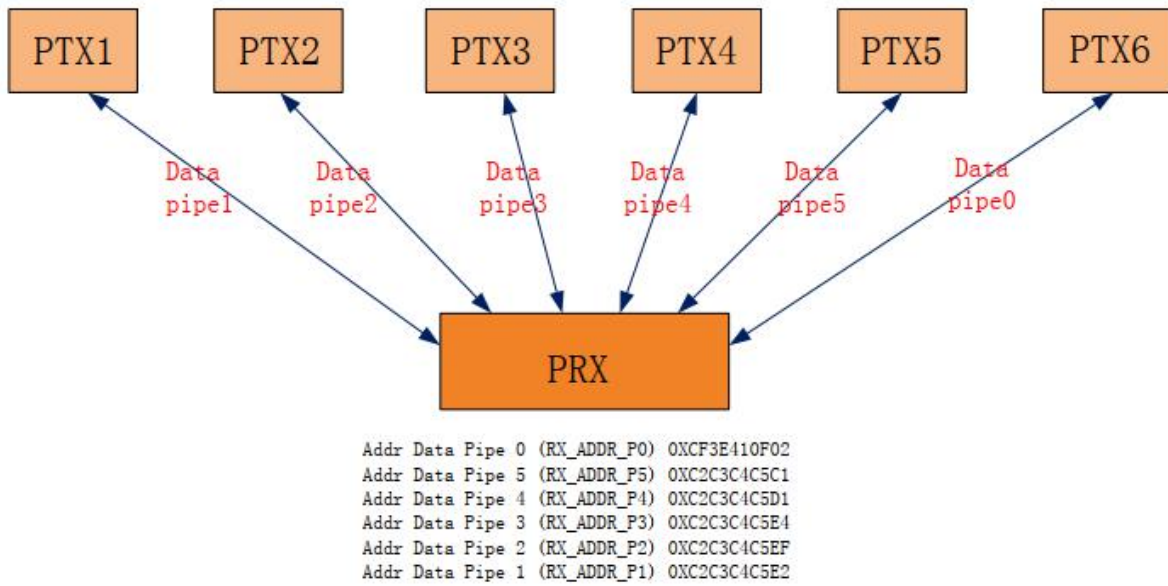 PTX1 PTX2 PTX3 PTX4 PTX5 PTX6
Data Data Data Data Data Data
pipe1 pipe2 pipe3 pipe4 pipe5 pipe0
PRX
Addr Data Pipe 0 (RX_ADDR_P0) 0XCF3E410F02
Addr Data Pipe 5 (RX_ADDR_P5) 0XC2C3C4C5C1
Addr Data Pipe 4 (RX_ADDR_P4) 0XC2C3C4C5D1
Addr Data Pipe 3 (RX_ADDR_P3) 0XC2C3C4C5E4
Addr Data Pipe 2 (RX_ADDR_P2) 0XC2C3C4C5EF
Addr Data Pipe 1 (RX_ADDR_P1) 0XC2C3C4C5E2